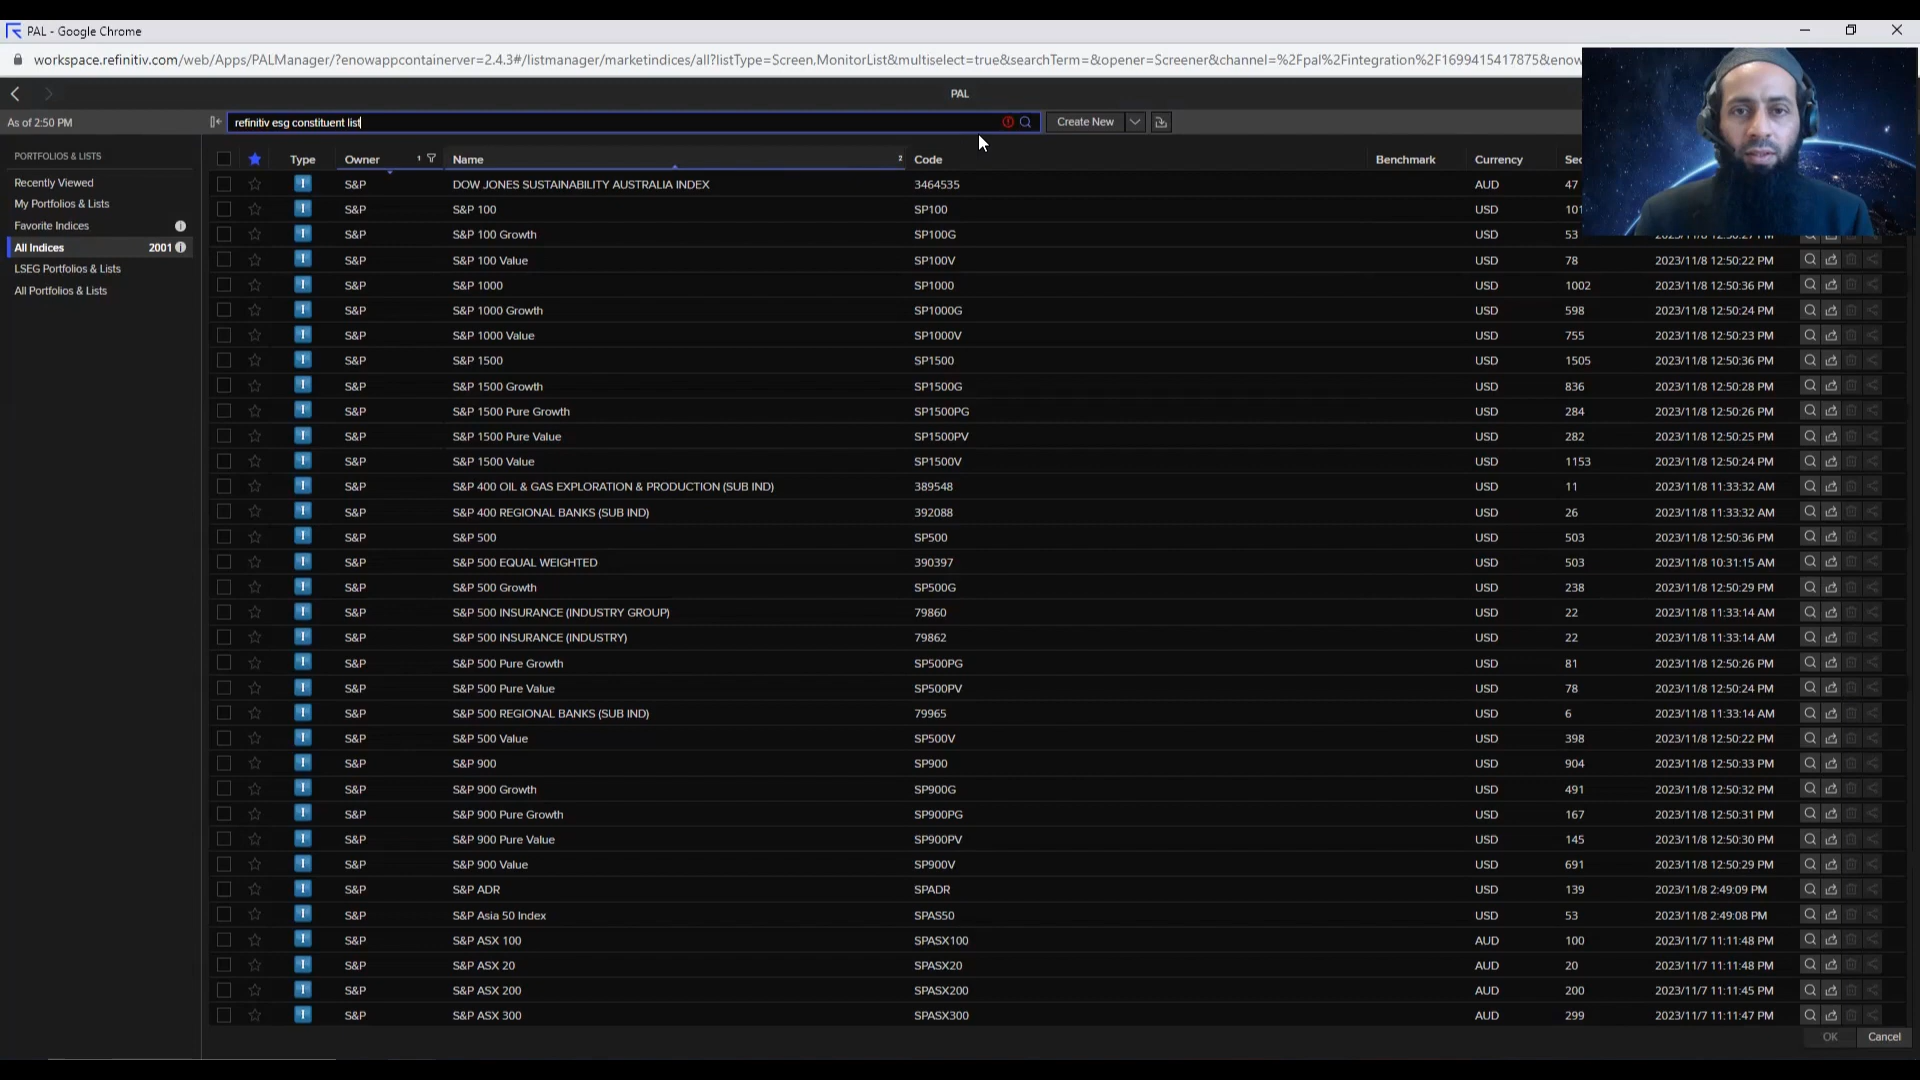 PAL - Google Chrome
workspace.refinitiv.com/web/Apps/PALManager/?enowappcontainerver=2.4.3#/listmanager/marketindices/all?listType=Screen,MonitorList&multiselect=true&searchTerm=&opener=Screener&channel=%2Fpal%2Fintegration%2F1699415417875&enow
PAL
As of 2:50 PM
refinitiv esg constituent list
Create New
PORTFOLIOS & LISTS
Recently Viewed
My Portfolios & Lists
Favorite Indices
All Indices 2001
LSEG Portfolios & Lists
All Portfolios & Lists
Type Owner 1 Name 2 Code Benchmark Currency Sec
S&P DOW JONES SUSTAINABILITY AUSTRALIA INDEX 3464535 AUD 47
S&P S&P 100 SP100 USD 101
S&P S&P 100 Growth SP100G USD 53
S&P S&P 100 Value SP100V USD 78 2023/11/8 12:50:22 PM
S&P S&P 1000 SP1000 USD 1002 2023/11/8 12:50:36 PM
S&P S&P 1000 Growth SP1000G USD 598 2023/11/8 12:50:24 PM
S&P S&P 1000 Value SP1000V USD 755 2023/11/8 12:50:23 PM
S&P S&P 1500 SP1500 USD 1505 2023/11/8 12:50:36 PM
S&P S&P 1500 Growth SP1500G USD 836 2023/11/8 12:50:28 PM
S&P S&P 1500 Pure Growth SP1500PG USD 284 2023/11/8 12:50:26 PM
S&P S&P 1500 Pure Value SP1500PV USD 282 2023/11/8 12:50:25 PM
S&P S&P 1500 Value SP1500V USD 1153 2023/11/8 12:50:24 PM
S&P S&P 400 OIL & GAS EXPLORATION & PRODUCTION (SUB IND) 389548 USD 11 2023/11/8 11:33:32 AM
S&P S&P 400 REGIONAL BANKS (SUB IND) 392088 USD 26 2023/11/8 11:33:32 AM
S&P S&P 500 SP500 USD 503 2023/11/8 12:50:36 PM
S&P S&P 500 EQUAL WEIGHTED 390397 USD 503 2023/11/8 10:31:15 AM
S&P S&P 500 Growth SP500G USD 238 2023/11/8 12:50:29 PM
S&P S&P 500 INSURANCE (INDUSTRY GROUP) 79860 USD 22 2023/11/8 11:33:14 AM
S&P S&P 500 INSURANCE (INDUSTRY) 79862 USD 22 2023/11/8 11:33:14 AM
S&P S&P 500 Pure Growth SP500PG USD 81 2023/11/8 12:50:26 PM
S&P S&P 500 Pure Value SP500PV USD 78 2023/11/8 12:50:24 PM
S&P S&P 500 REGIONAL BANKS (SUB IND) 79965 USD 6 2023/11/8 11:33:14 AM
S&P S&P 500 Value SP500V USD 398 2023/11/8 12:50:22 PM
S&P S&P 900 SP900 USD 904 2023/11/8 12:50:33 PM
S&P S&P 900 Growth SP900G USD 491 2023/11/8 12:50:32 PM
S&P S&P 900 Pure Growth SP900PG USD 167 2023/11/8 12:50:31 PM
S&P S&P 900 Pure Value SP900PV USD 145 2023/11/8 12:50:30 PM
S&P S&P 900 Value SP900V USD 691 2023/11/8 12:50:29 PM
S&P S&P ADR SPADR USD 139 2023/11/8 2:49:09 PM
S&P S&P Asia 50 Index SPAS50 USD 53 2023/11/8 2:49:08 PM
S&P S&P ASX 100 SPASX100 AUD 100 2023/11/7 11:11:48 PM
S&P S&P ASX 20 SPASX20 AUD 20 2023/11/7 11:11:48 PM
S&P S&P ASX 200 SPASX200 AUD 200 2023/11/7 11:11:45 PM
S&P S&P ASX 300 SPASX300 AUD 299 2023/11/7 11:11:47 PM
OK Cancel